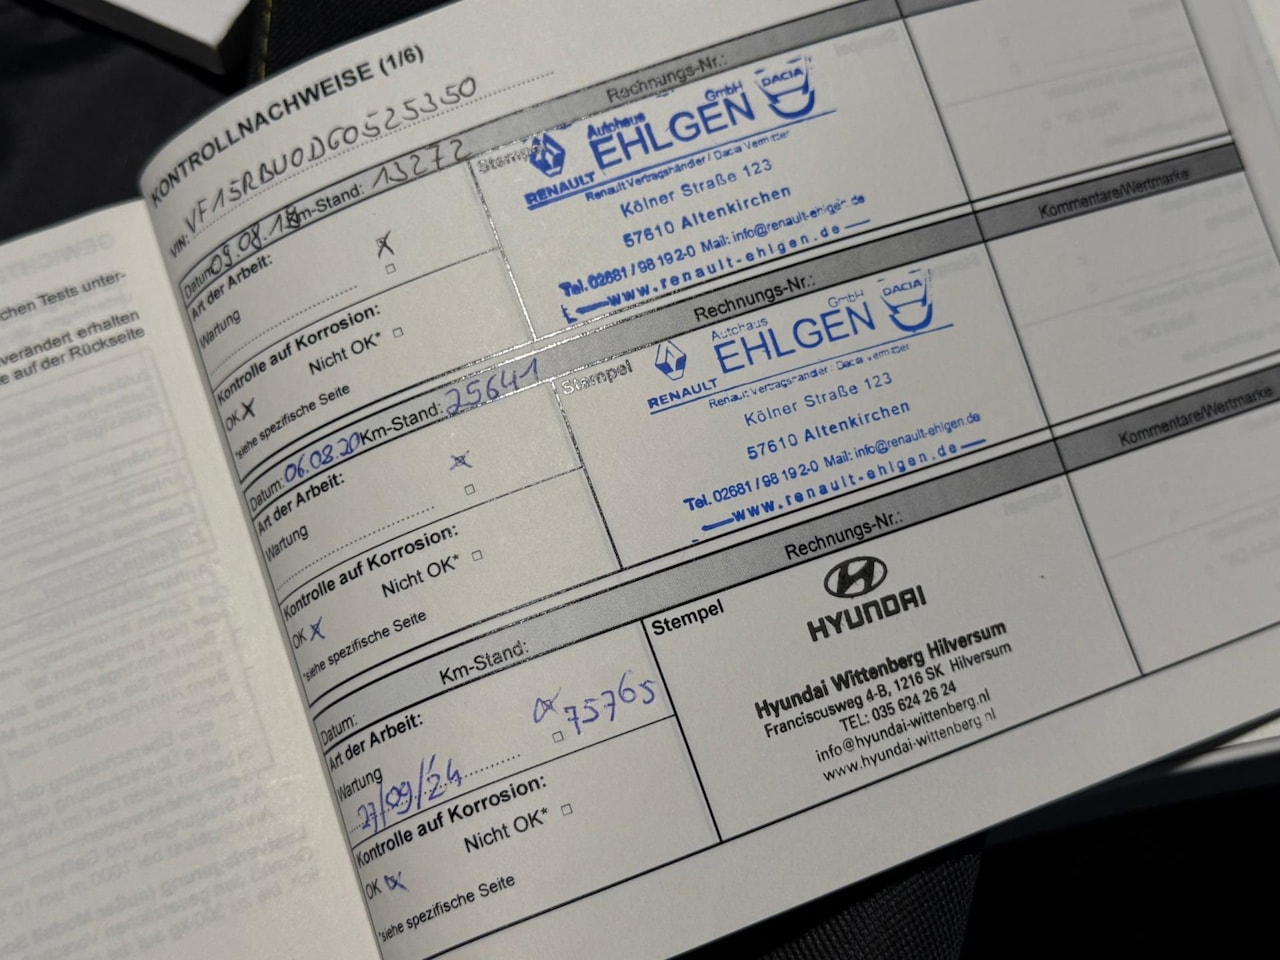 KONTROLLNACHWEISE (1/6)
VIN: VF15RBU0D60525350
Datum: 09.08.19 Km-Stand: 13272
Rechnungs-Nr.:
Art der Arbeit:
Wartung
Kontrolle auf Korrosion:
OK X Nicht OK*
*siehe spezifische Seite
Stempel
Autohaus GmbH
EHLGEN DACIA
RENAULT
Renault Vertragshändler / Dacia Vermittler
Kölner Straße 123
57610 Altenkirchen
Tel. 02681 / 98 19 2-0 Mail: info@renault-ehlgen.de
www.renault-ehlgen.de
Datum: 06.08.20 Km-Stand: 25641
Rechnungs-Nr.:
Kommentare/Wertmarke
Art der Arbeit:
Wartung
Kontrolle auf Korrosion:
OK X Nicht OK*
*siehe spezifische Seite
Stempel
Autohaus GmbH
EHLGEN DACIA
RENAULT
Renault Vertragshändler / Dacia Vermittler
Kölner Straße 123
57610 Altenkirchen
Tel. 02681 / 98 19 2-0 Mail: info@renault-ehlgen.de
www.renault-ehlgen.de
Datum: Km-Stand:
Rechnungs-Nr.:
Kommentare/Wertmarke
Art der Arbeit:
75765
Wartung
27/09/24
Kontrolle auf Korrosion:
OK X Nicht OK*
*siehe spezifische Seite
Stempel
HYUNDAI
Hyundai Wittenberg Hilversum
Franciscusweg 4-B, 1216 SK Hilversum
TEL: 035 624 26 24
info@hyundai-wittenberg.nl
www.hyundai-wittenberg.nl
chen Tests unter-
verändert erhalten
e auf der Rückseite